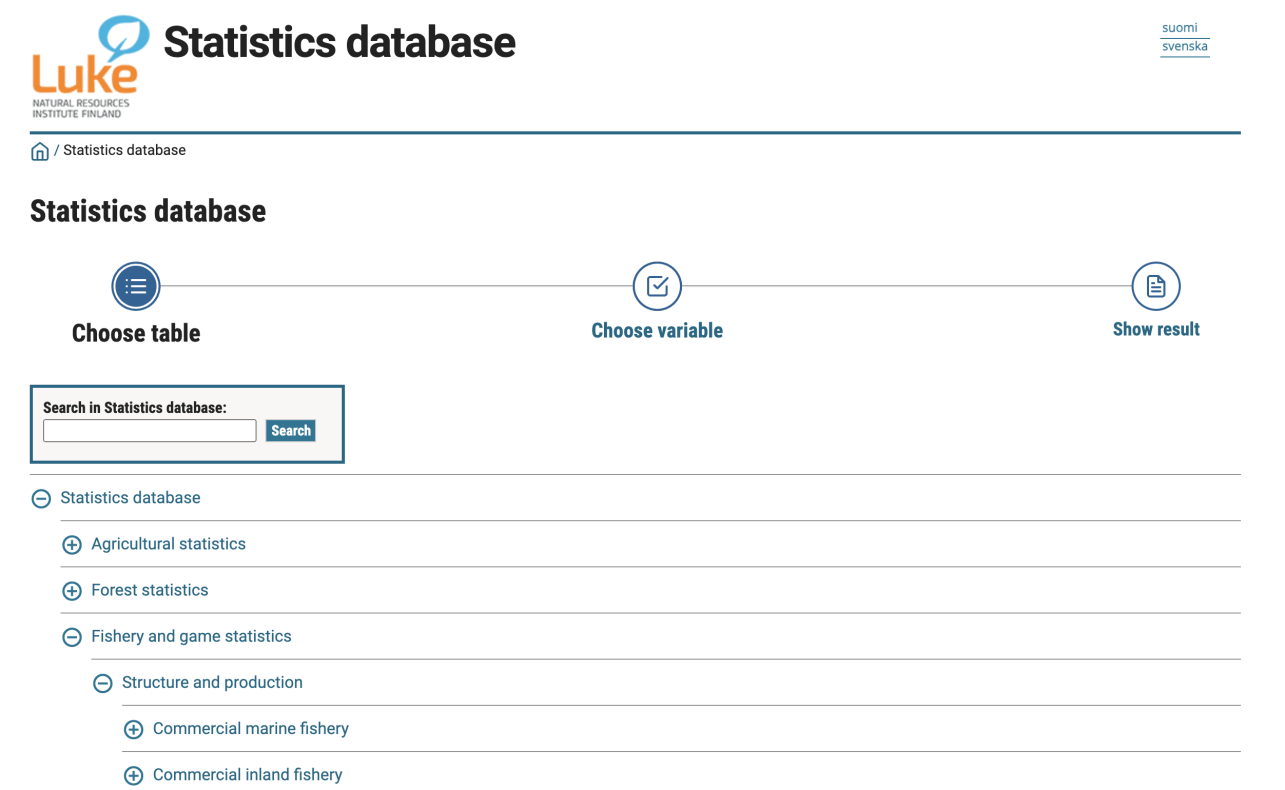 Statistics database
suomi
svenska
Luke
NATURAL RESOURCES
INSTITUTE FINLAND
/ Statistics database
Statistics database
Choose table
Choose variable
Show result
Search in Statistics database:
Search
Statistics database
Agricultural statistics
Forest statistics
Fishery and game statistics
Structure and production
Commercial marine fishery
Commercial inland fishery